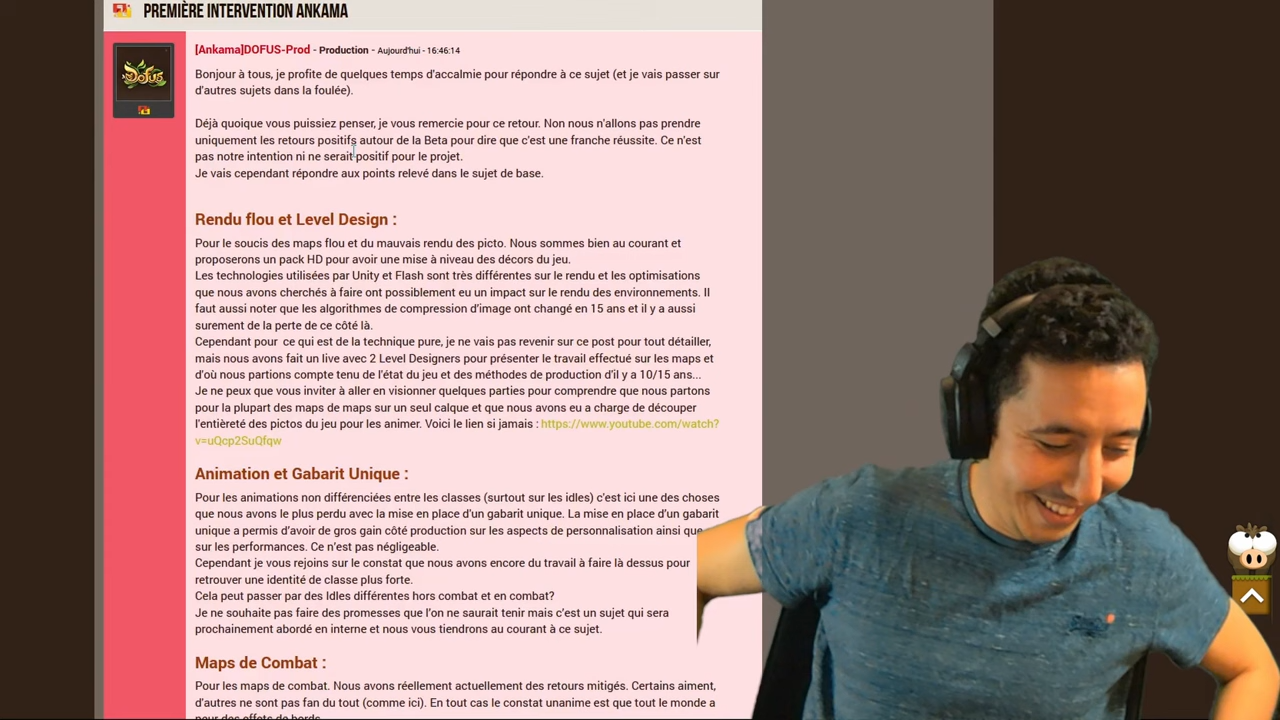 PREMIÈRE INTERVENTION ANKAMA
[Ankama]DOFUS-Prod - Production - Aujourd'hui - 16:46:14
DOFUS
Bonjour à tous, je profite de quelques temps d'accalmie pour répondre à ce sujet (et je vais passer sur
d'autres sujets dans la foulée).
Déjà quoique vous puissiez penser, je vous remercie pour ce retour. Non nous n'allons pas prendre
uniquement les retours positifs autour de la Beta pour dire que c'est une franche réussite. Ce n'est
pas notre intention ni ne serait positif pour le projet.
Je vais cependant répondre aux points relevé dans le sujet de base.
Rendu flou et Level Design :
Pour le soucis des maps flou et du mauvais rendu des picto. Nous sommes bien au courant et
proposerons un pack HD pour avoir une mise à niveau des décors du jeu.
Les technologies utilisées par Unity et Flash sont très différentes sur le rendu et les optimisations
que nous avons cherchés à faire ont possiblement eu un impact sur le rendu des environnements. Il
faut aussi noter que les algorithmes de compression d'image ont changé en 15 ans et il y a aussi
surement de la perte de ce côté là.
Cependant pour ce qui est de la technique pure, je ne vais pas revenir sur ce post pour tout détailler,
mais nous avons fait un live avec 2 Level Designers pour présenter le travail effectué sur les maps et
d'où nous partions compte tenu de l'état du jeu et des méthodes de production d'il y a 10/15 ans...
Je ne peux que vous inviter à aller en visionner quelques parties pour comprendre que nous partons
pour la plupart des maps de maps sur un seul calque et que nous avons eu a charge de découper
l'entièreté des pictos du jeu pour les animer. Voici le lien si jamais : https://www.youtube.com/watch?
v=uQcp2SuQfqw
Animation et Gabarit Unique :
Pour les animations non différenciées entre les classes (surtout sur les idles) c'est ici une des choses
que nous avons le plus perdu avec la mise en place d'un gabarit unique. La mise en place d'un gabarit
unique a permis d'avoir de gros gain côté production sur les aspects de personnalisation ainsi que
sur les performances. Ce n'est pas négligeable.
Cependant je vous rejoins sur le constat que nous avons encore du travail à faire là dessus pour
retrouver une identité de classe plus forte.
Cela peut passer par des Idles différentes hors combat et en combat?
Je ne souhaite pas faire des promesses que l'on ne saurait tenir mais c'est un sujet qui sera
prochainement abordé en interne et nous vous tiendrons au courant à ce sujet.
Maps de Combat :
Pour les maps de combat. Nous avons réellement actuellement des retours mitigés. Certains aiment,
d'autres ne sont pas fan du tout (comme ici). En tout cas le constat unanime est que tout le monde a
peur des effets de bords